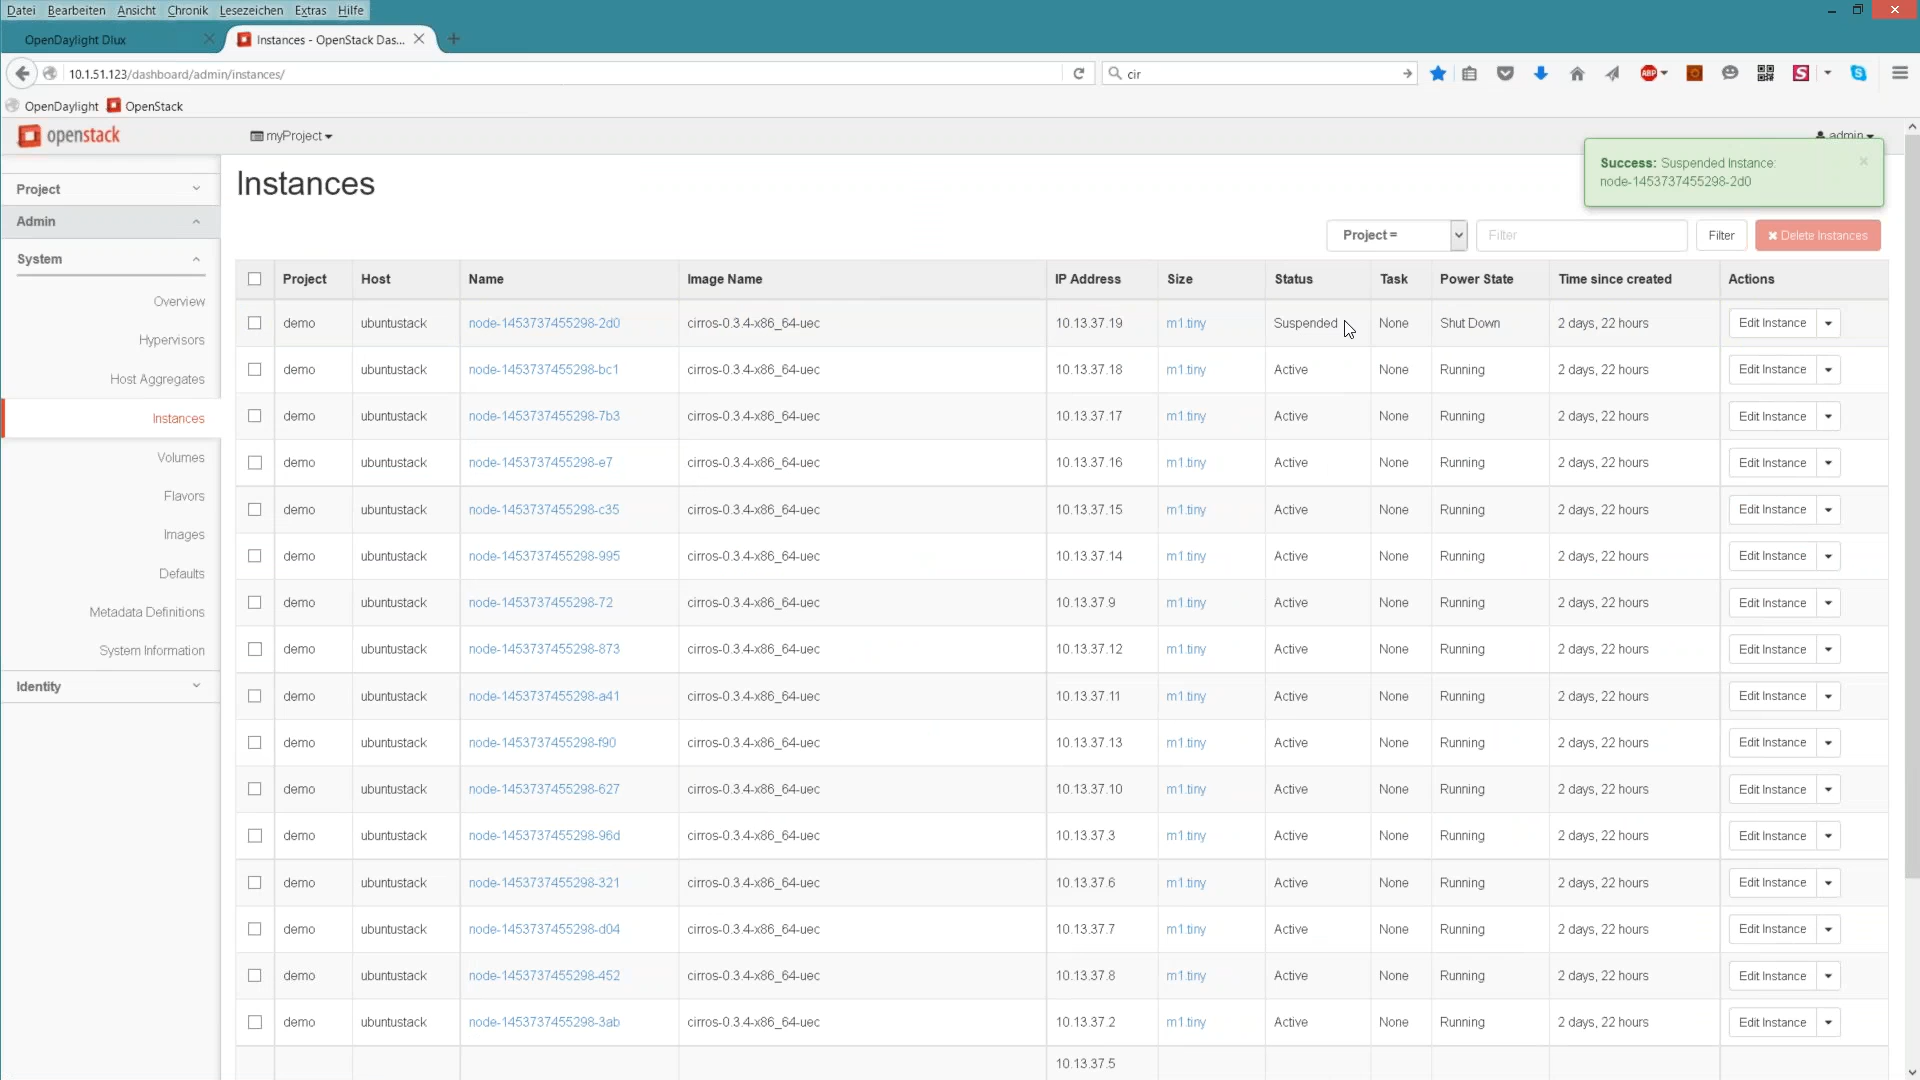 Datei Bearbeiten Ansicht Chronik Lesezeichen Extras Hilfe
OpenDaylight Dlux
Instances - OpenStack Das...
10.1.51.123/dashboard/admin/instances/
cir
ABP
S
OpenDaylight OpenStack
openstack
myProject
admin
Success: Suspended Instance:
node-1453737455298-2d0
Project
Admin
System
Overview
Hypervisors
Host Aggregates
Instances
Volumes
Flavors
Images
Defaults
Metadata Definitions
System Information
Identity
Instances
Project = Filter Filter Delete Instances
Project Host Name Image Name IP Address Size Status Task Power State Time since created Actions
demo ubuntustack node-1453737455298-2d0 cirros-0.3.4-x86_64-uec 10.13.37.19 m1.tiny Suspended None Shut Down 2 days, 22 hours Edit Instance
demo ubuntustack node-1453737455298-bc1 cirros-0.3.4-x86_64-uec 10.13.37.18 m1.tiny Active None Running 2 days, 22 hours Edit Instance
demo ubuntustack node-1453737455298-7b3 cirros-0.3.4-x86_64-uec 10.13.37.17 m1.tiny Active None Running 2 days, 22 hours Edit Instance
demo ubuntustack node-1453737455298-e7 cirros-0.3.4-x86_64-uec 10.13.37.16 m1.tiny Active None Running 2 days, 22 hours Edit Instance
demo ubuntustack node-1453737455298-c35 cirros-0.3.4-x86_64-uec 10.13.37.15 m1.tiny Active None Running 2 days, 22 hours Edit Instance
demo ubuntustack node-1453737455298-995 cirros-0.3.4-x86_64-uec 10.13.37.14 m1.tiny Active None Running 2 days, 22 hours Edit Instance
demo ubuntustack node-1453737455298-72 cirros-0.3.4-x86_64-uec 10.13.37.9 m1.tiny Active None Running 2 days, 22 hours Edit Instance
demo ubuntustack node-1453737455298-873 cirros-0.3.4-x86_64-uec 10.13.37.12 m1.tiny Active None Running 2 days, 22 hours Edit Instance
demo ubuntustack node-1453737455298-a41 cirros-0.3.4-x86_64-uec 10.13.37.11 m1.tiny Active None Running 2 days, 22 hours Edit Instance
demo ubuntustack node-1453737455298-f90 cirros-0.3.4-x86_64-uec 10.13.37.13 m1.tiny Active None Running 2 days, 22 hours Edit Instance
demo ubuntustack node-1453737455298-627 cirros-0.3.4-x86_64-uec 10.13.37.10 m1.tiny Active None Running 2 days, 22 hours Edit Instance
demo ubuntustack node-1453737455298-96d cirros-0.3.4-x86_64-uec 10.13.37.3 m1.tiny Active None Running 2 days, 22 hours Edit Instance
demo ubuntustack node-1453737455298-321 cirros-0.3.4-x86_64-uec 10.13.37.6 m1.tiny Active None Running 2 days, 22 hours Edit Instance
demo ubuntustack node-1453737455298-d04 cirros-0.3.4-x86_64-uec 10.13.37.7 m1.tiny Active None Running 2 days, 22 hours Edit Instance
demo ubuntustack node-1453737455298-452 cirros-0.3.4-x86_64-uec 10.13.37.8 m1.tiny Active None Running 2 days, 22 hours Edit Instance
demo ubuntustack node-1453737455298-3ab cirros-0.3.4-x86_64-uec 10.13.37.2 m1.tiny Active None Running 2 days, 22 hours Edit Instance
10.13.37.5